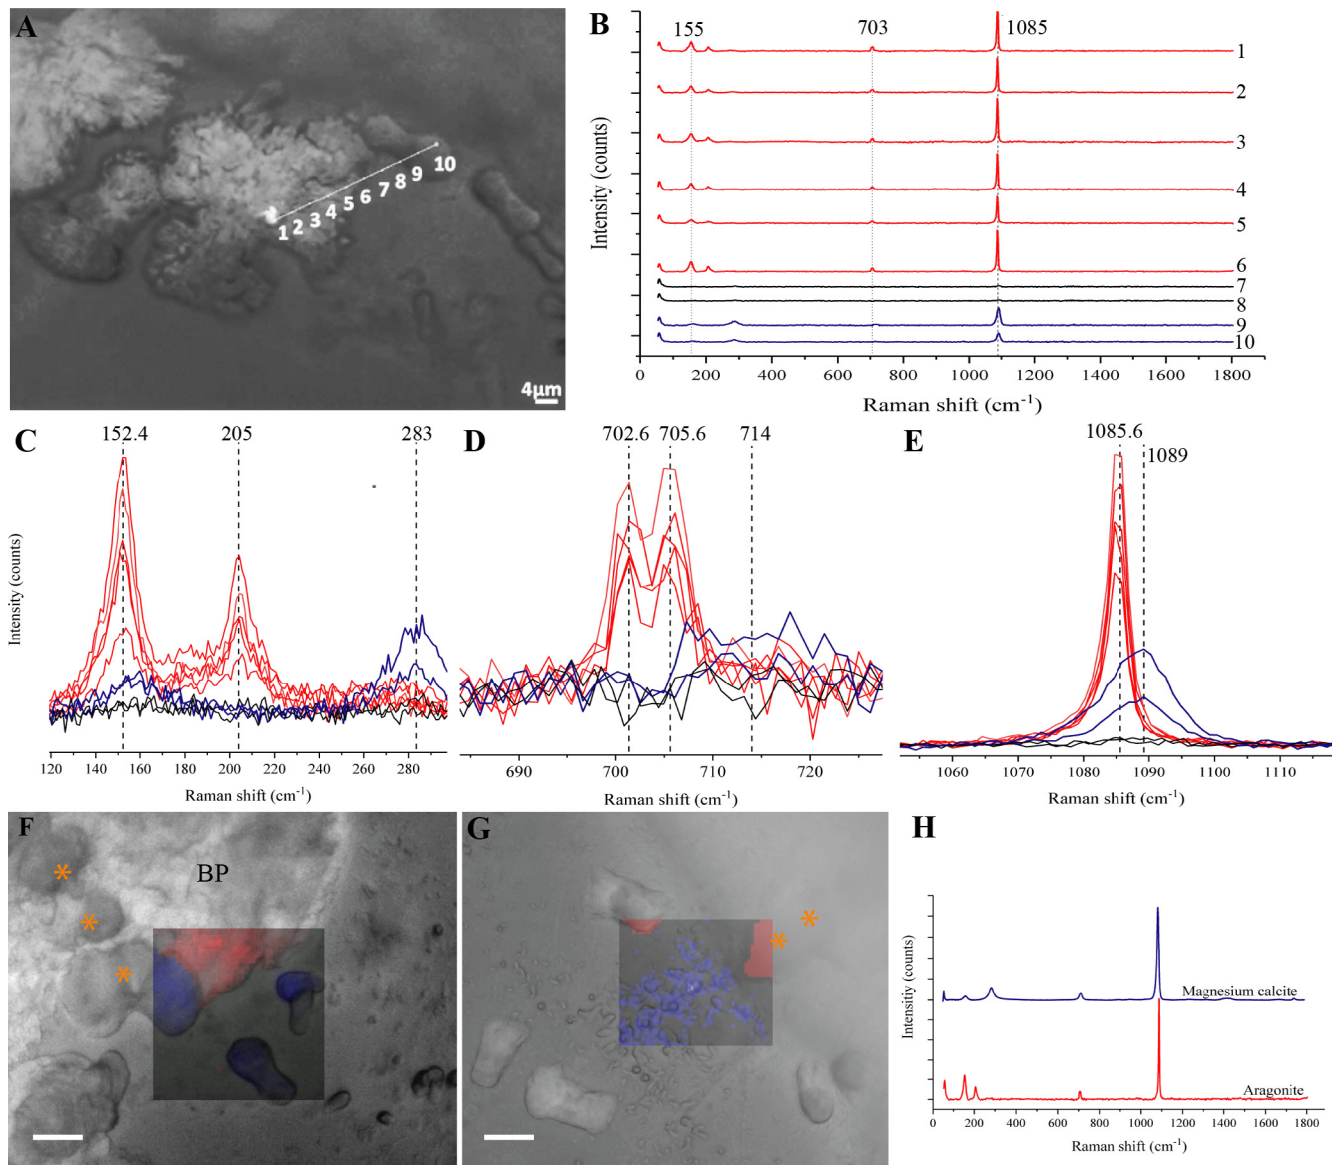 A
1 2 3 4 5 6 7 8 9 10
4µm
B
155 703 1085
Intensity (counts)
1
2
3
4
5
6
7
8
9
10
0 200 400 600 800 1000 1200 1400 1600 1800
Raman shift (cm⁻¹)
C
152.4 205 283
Intensity (counts)
120 140 160 180 200 220 240 260 280
Raman shift (cm⁻¹)
D
702.6 705.6 714
690 700 710 720
Raman shift (cm⁻¹)
E
1085.6
1089
1060 1070 1080 1090 1100 1110
Raman shift (cm⁻¹)
F
BP
*
*
*
G
*
*
H
Intensitiy (counts)
Magnesium calcite
Aragonite
0 200 400 600 800 1000 1200 1400 1600 1800
Raman shift (cm⁻¹)